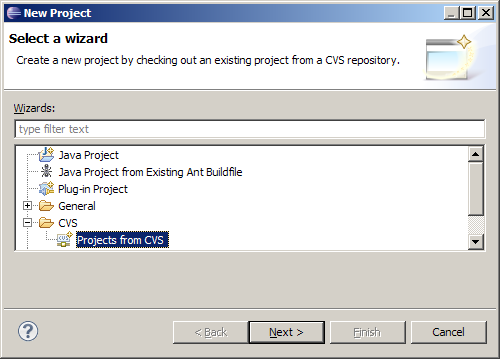 New Project
Select a wizard
Create a new project by checking out an existing project from a CVS repository.
Wizards:
type filter text
Java Project
Java Project from Existing Ant Buildfile
Plug-in Project
General
CVS
CVS Projects from CVS
? < Back Next > Finish Cancel